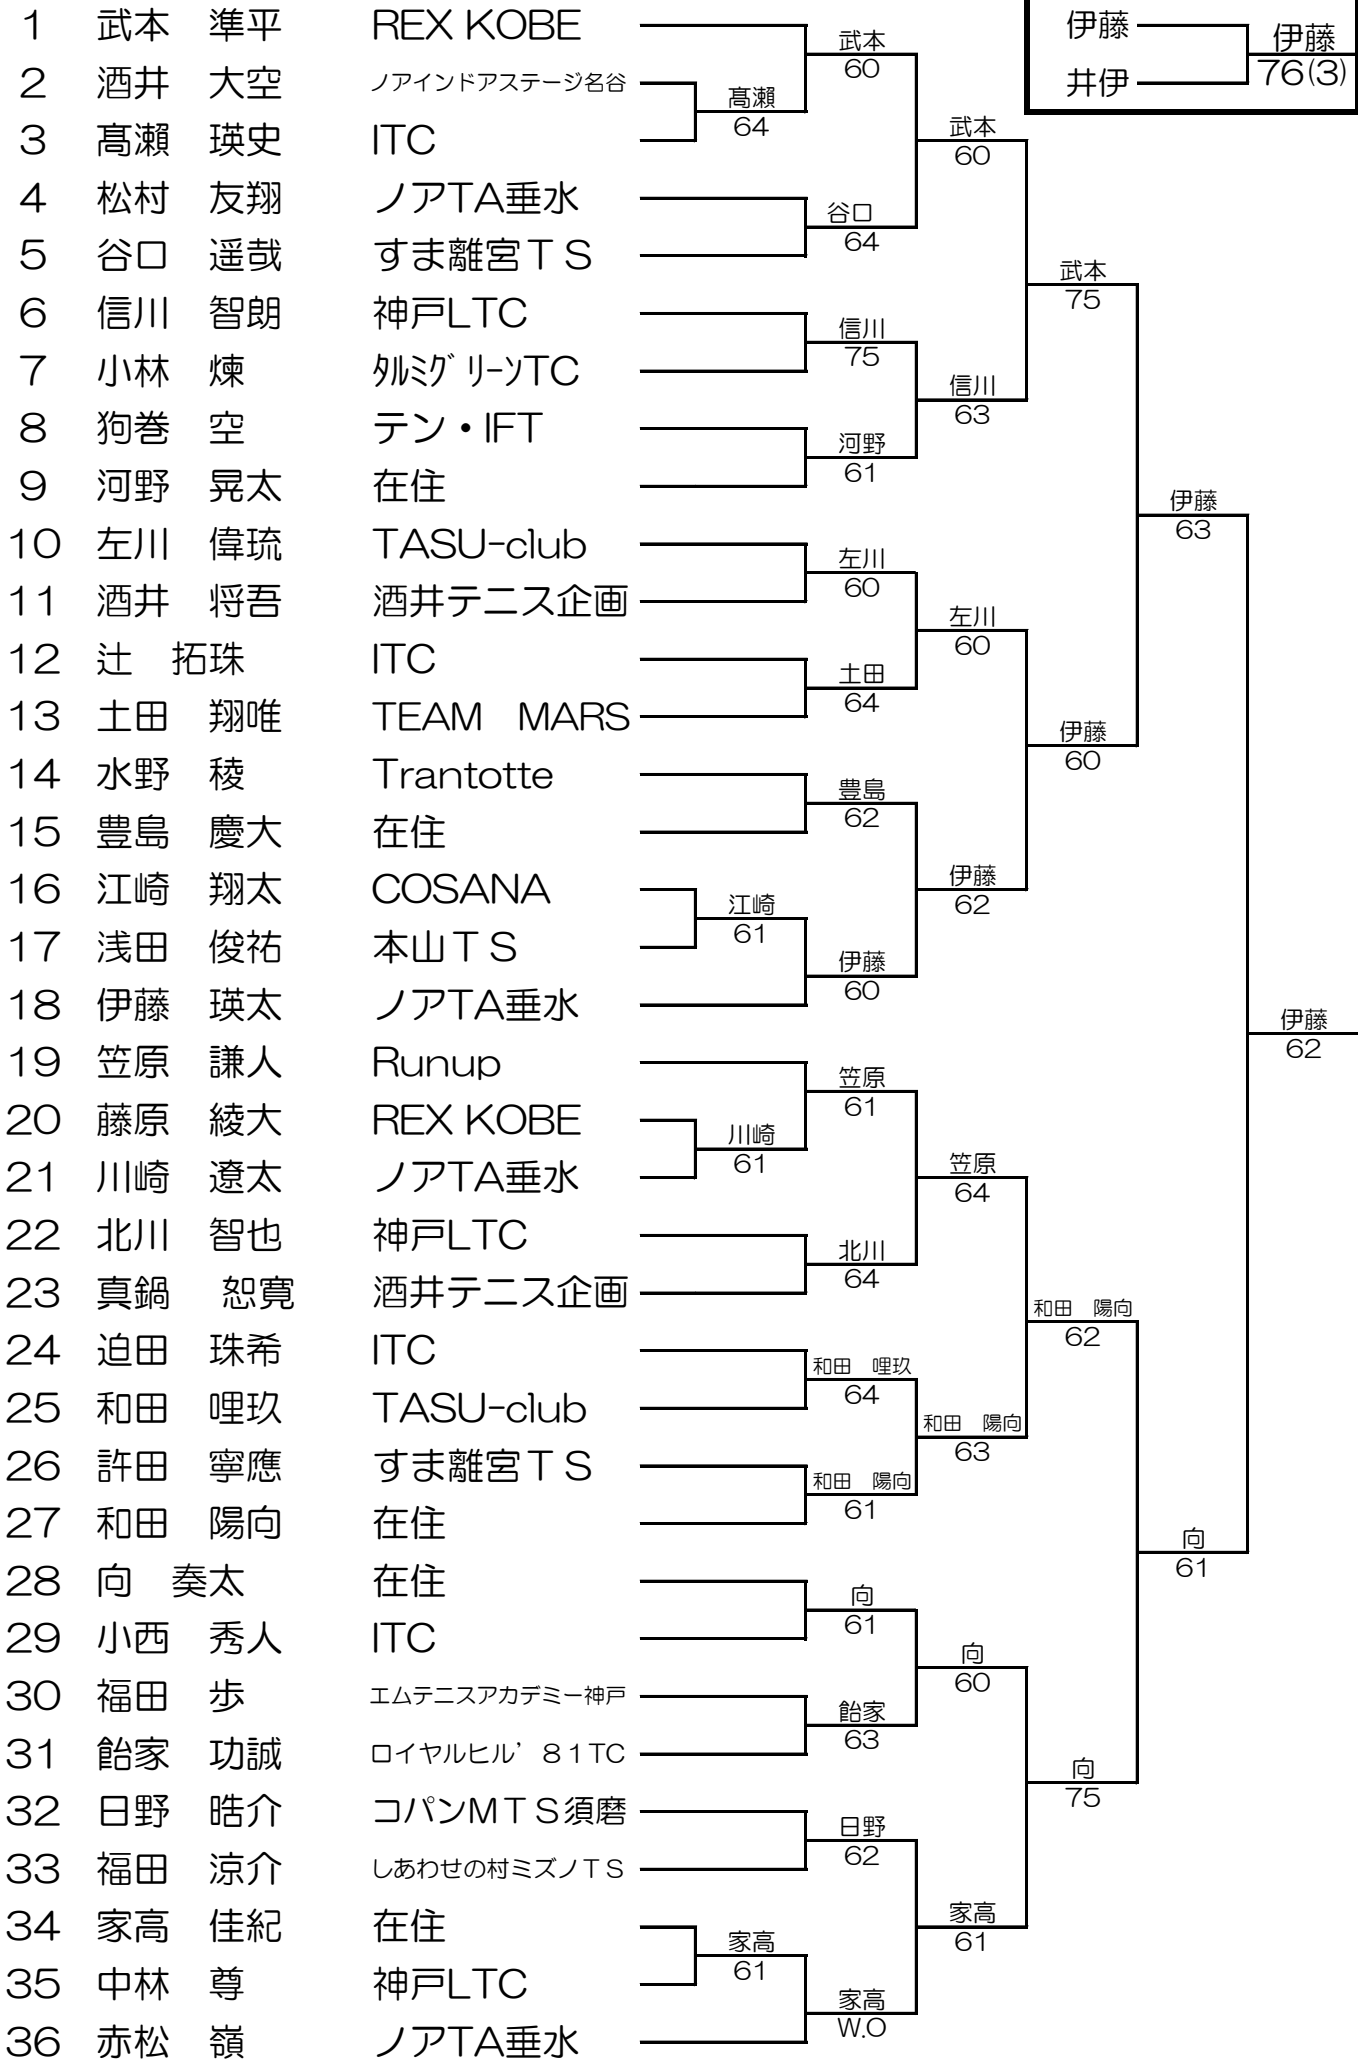 1 武本 準平 REX KOBE
2 酒井 大空 ノアインドアステージ名谷
3 髙瀬 瑛史 ITC
4 松村 友翔 ノアTA垂水
5 谷口 遥哉 すま離宮ＴＳ
6 信川 智朗 神戸LTC
7 小林 煉 ﾀﾙﾐｸﾞﾘｰﾝTC
8 狗巻 空 テン・IFT
9 河野 晃太 在住
10 左川 偉琉 TASU-club
11 酒井 将吾 酒井テニス企画
12 辻 拓珠 ITC
13 土田 翔唯 TEAM MARS
14 水野 稜 Trantotte
15 豊島 慶大 在住
16 江崎 翔太 COSANA
17 浅田 俊祐 本山ＴＳ
18 伊藤 瑛太 ノアTA垂水
19 笠原 謙人 Runup
20 藤原 綾大 REX KOBE
21 川崎 遼太 ノアTA垂水
22 北川 智也 神戸LTC
23 真鍋 恕寛 酒井テニス企画
24 迫田 珠希 ITC
25 和田 哩玖 TASU-club
26 許田 寧應 すま離宮ＴＳ
27 和田 陽向 在住
28 向 奏太 在住
29 小西 秀人 ITC
30 福田 歩 エムテニスアカデミー神戸
31 飴家 功誠 ロイヤルヒル’８１TC
32 日野 晧介 コパンMＴＳ須磨
33 福田 涼介 しあわせの村ミズノＴＳ
34 家高 佳紀 在住
35 中林 尊 神戸LTC
36 赤松 嶺 ノアTA垂水
髙瀬
64
江崎
61
川崎
61
家高
61
武本
60
谷口
64
信川
75
河野
61
左川
60
土田
64
豊島
62
伊藤
60
笠原
61
北川
64
和田 哩玖
64
和田 陽向
61
向
61
飴家
63
日野
62
家高
W.O
武本
60
信川
63
左川
60
伊藤
62
笠原
64
和田 陽向
63
向
60
家高
61
武本
75
伊藤
60
和田 陽向
62
向
75
伊藤
63
向
61
伊藤
62
伊藤
井伊
伊藤
76(3)